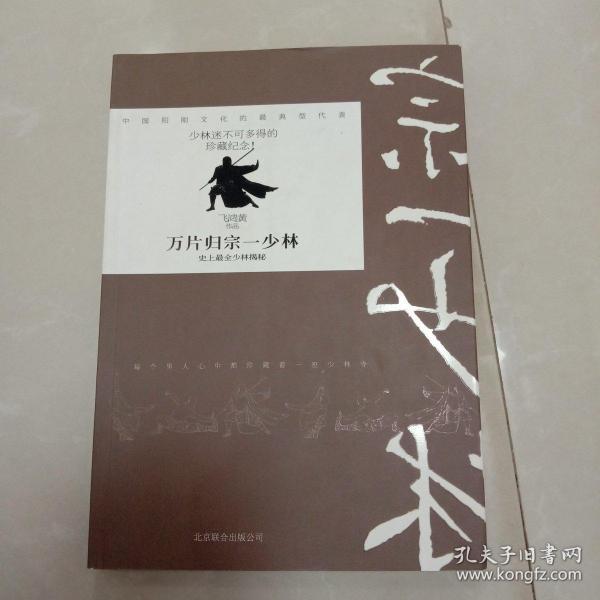 中国阳刚文化的最典型代表
少林迷不可多得的
珍藏纪念！
飞鸿黄
作品
万片归宗一少林
史上最全少林揭秘
宗一少林
每个男人心中都珍藏着一座少林寺
北京联合出版公司
孔夫子旧书网
www.kongfz.com